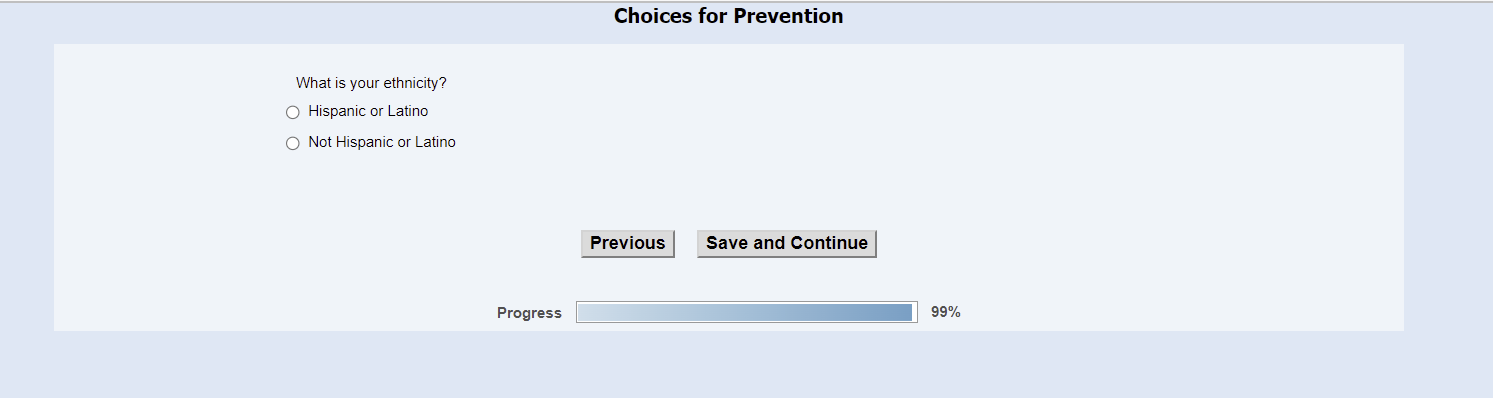 Choices for Prevention
What is your ethnicity?
Hispanic or Latino
Not Hispanic or Latino
Previous Save and Continue
Progress 99%